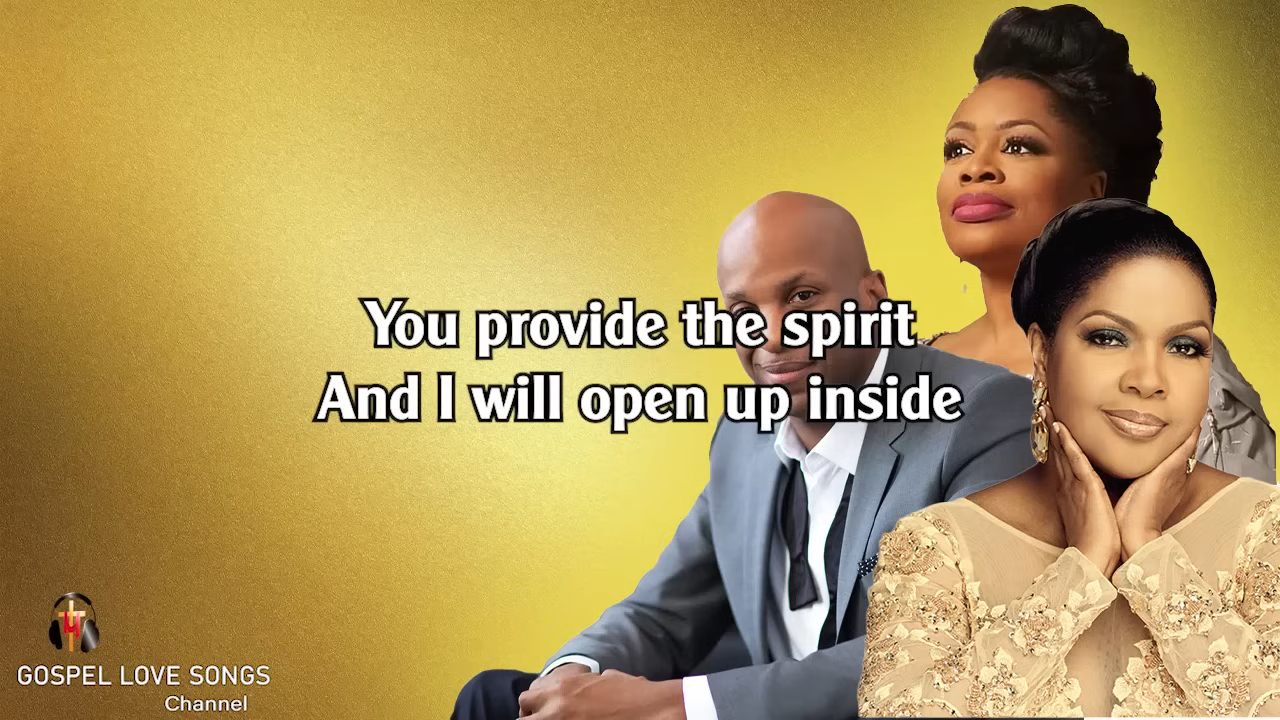 You provide the spirit
And I will open up inside
GOSPEL LOVE SONGS
Channel